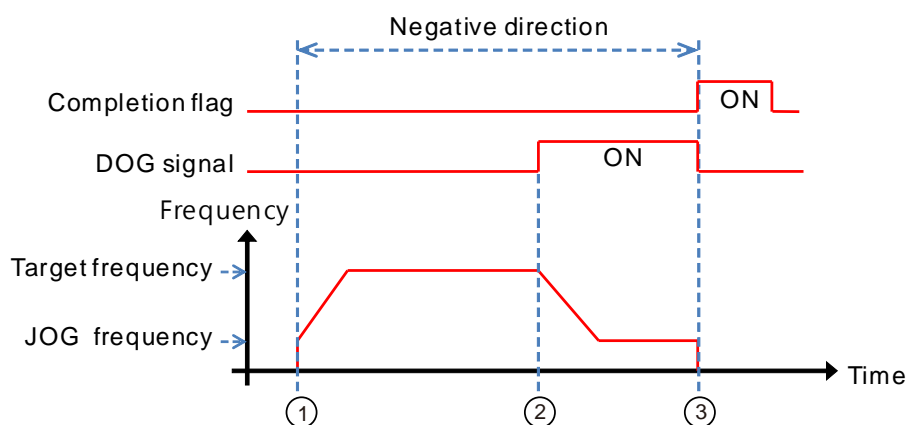 Negative direction
Completion flag
ON
DOG signal
ON
Frequency
Target frequency
JOG frequency
Time
1
2
3